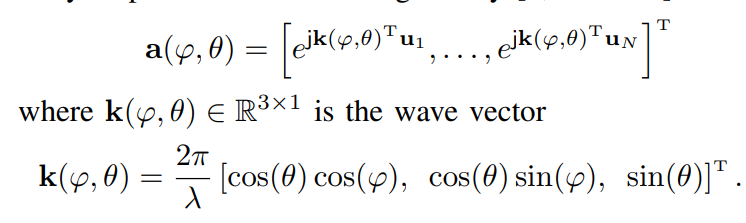 a(φ, θ) = [e^{jk(φ,θ)^T u_1}, . . . , e^{jk(φ,θ)^T u_N}]^T
where k(φ, θ) ∈ ℝ^{3×1} is the wave vector
k(φ, θ) = 2π/λ [cos(θ) cos(φ), cos(θ) sin(φ), sin(θ)]^T .